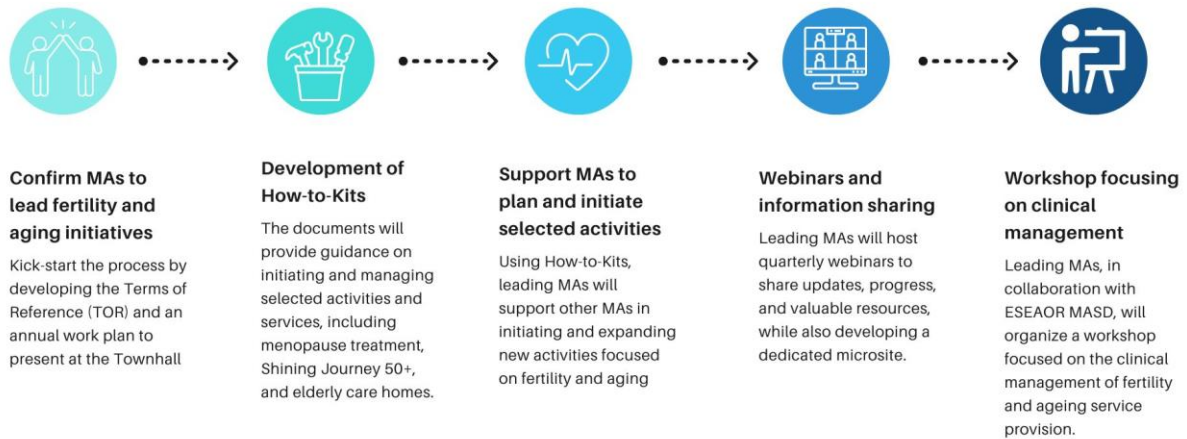 Confirm MAs to
lead fertility and
aging initiatives
Kick-start the process by
developing the Terms of
Reference (TOR) and an
annual work plan to
present at the Townhall
Development of
How-to-Kits
The documents will
provide guidance on
initiating and managing
selected activities and
services, including
menopause treatment,
Shining Journey 50+,
and elderly care homes.
Support MAs to
plan and initiate
selected activities
Using How-to-Kits,
leading MAs will
support other MAs in
initiating and expanding
new activities focused
on fertility and aging
Webinars and
information sharing
Leading MAs will host
quarterly webinars to
share updates, progress,
and valuable resources,
while also developing a
dedicated microsite.
Workshop focusing
on clinical
management
Leading MAs, in
collaboration with
ESEAOR MASD, will
organize a workshop
focused on the clinical
management of fertility
and ageing service
provision.